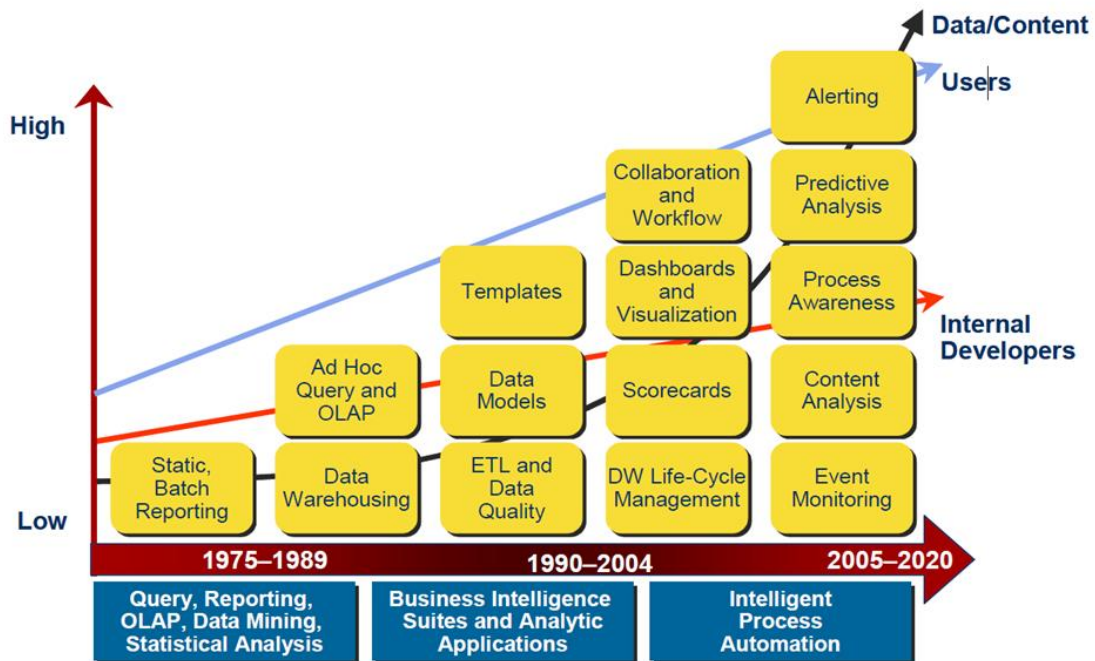 Data/Content
Users
High
Low
Internal
Developers
Alerting
Collaboration
and
Workflow
Predictive
Analysis
Templates
Dashboards
and
Visualization
Process
Awareness
Ad Hoc
Query and
OLAP
Data
Models
Scorecards
Content
Analysis
Static,
Batch
Reporting
Data
Warehousing
ETL and
Data
Quality
DW Life-Cycle
Management
Event
Monitoring
1975–1989
1990–2004
2005–2020
Query, Reporting,
OLAP, Data Mining,
Statistical Analysis
Business Intelligence
Suites and Analytic
Applications
Intelligent
Process
Automation